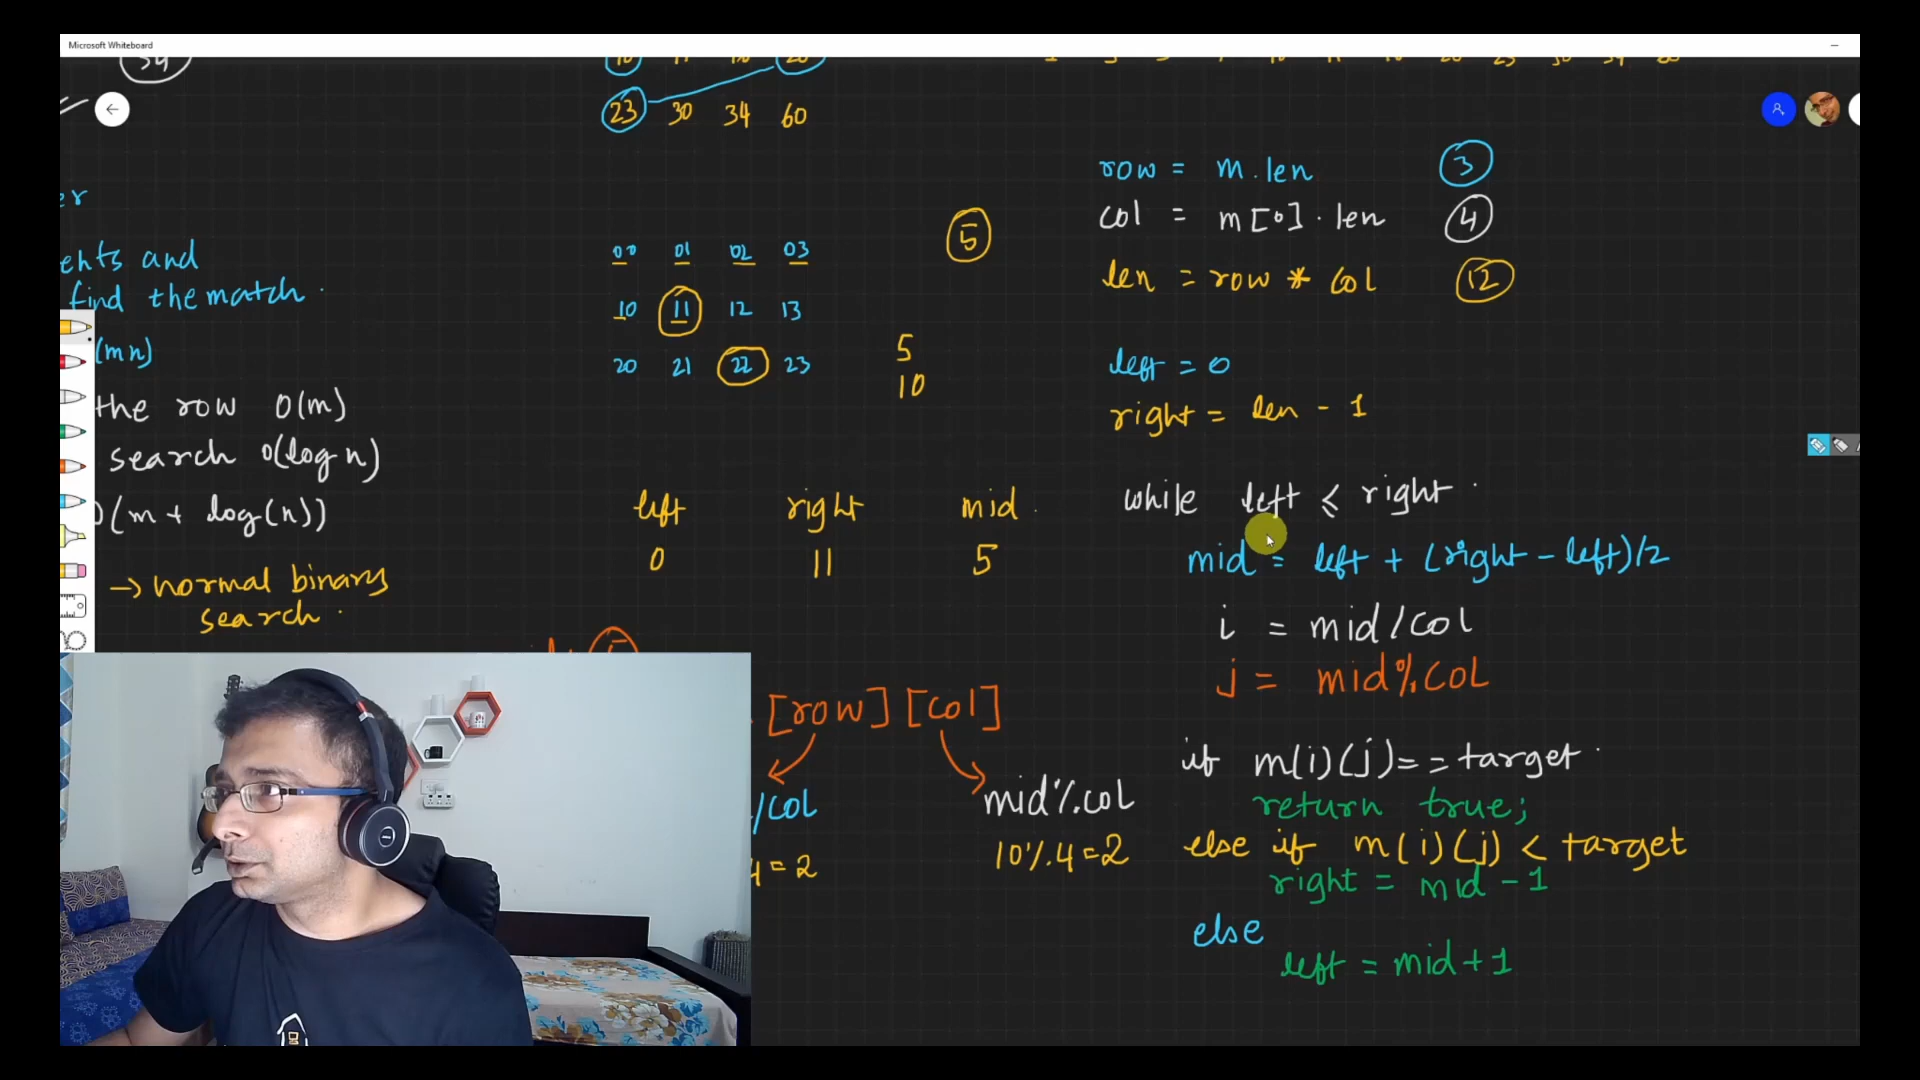 Microsoft Whiteboard
34
23 30 34 60
er
ents and
find the match.
(mn)
the row O(m)
search O(log n)
(m + log(n))
→ normal binary
search.
00 01 02 03
10 11 12 13
20 21 22 23
5
5
10
left right mid
0 11 5
[row] [col]
/col mid%col
4=2 10%4=2
row = m.len 3
col = m[0].len 4
len = row * col 12
left = 0
right = len - 1
while left ≤ right
mid = left + (right - left)/2
i = mid/col
j = mid%col
if m(i)(j)==target
return true;
else if m(i)(j) < target
right = mid - 1
else
left = mid+1